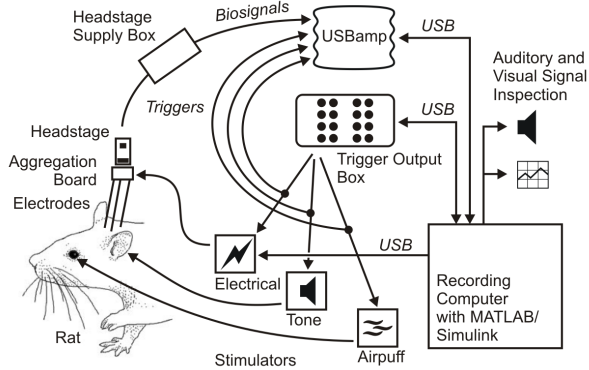 Headstage
Supply Box
Biosignals
USBamp
USB
Auditory and
Visual Signal
Inspection
Triggers
USB
Trigger Output
Box
Headstage
Aggregation
Board
Electrodes
USB
Electrical
Tone
Airpuff
Recording
Computer
with MATLAB/
Simulink
Rat
Stimulators